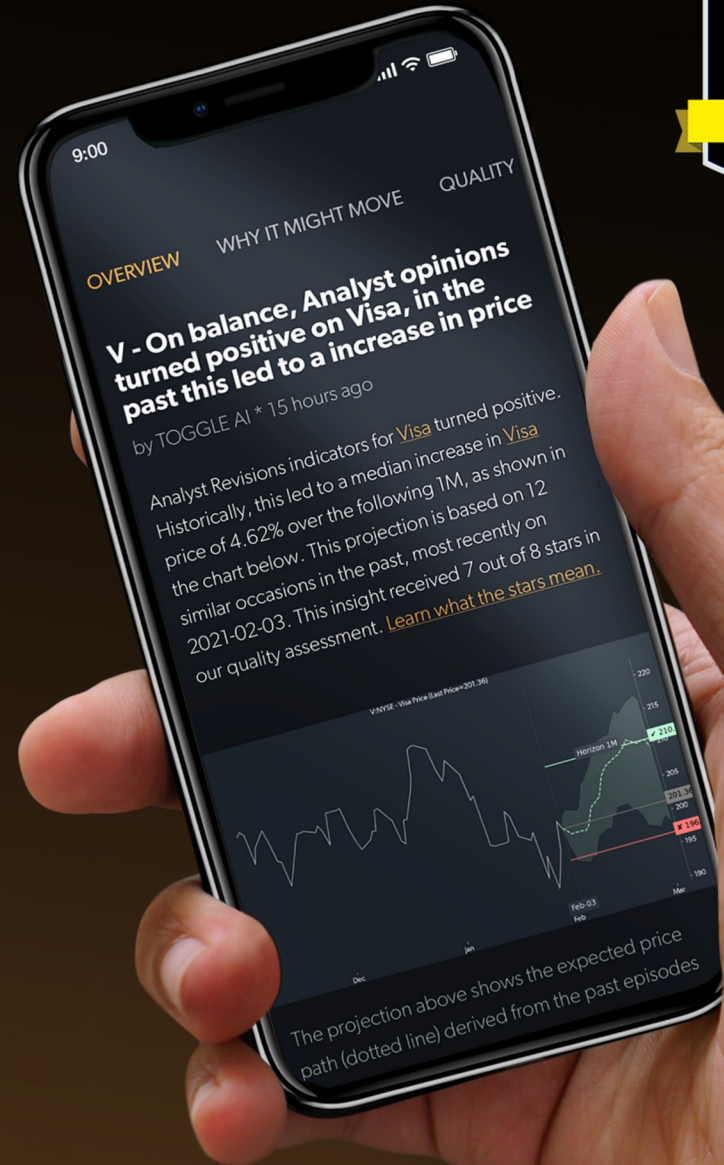 9:00
OVERVIEW WHY IT MIGHT MOVE QUALITY
V - On balance, Analyst opinions
turned positive on Visa, in the
past this led to a increase in price
by TOGGLE AI * 15 hours ago
Analyst Revisions indicators for Visa turned positive.
Historically, this led to a median increase in Visa
price of 4.62% over the following 1M, as shown in
the chart below. This projection is based on 12
similar occasions in the past, most recently on
2021-02-03. This insight received 7 out of 8 stars in
our quality assessment. Learn what the stars mean.
V:NYSE - Visa Price (Last Price=201.36)
220
215
Horizon 1M
✓ 210.
205
201.36
200
✘ 196
195
190
Feb-03
Dec Jan Feb Mar
The projection above shows the expected price
path (dotted line) derived from the past episodes